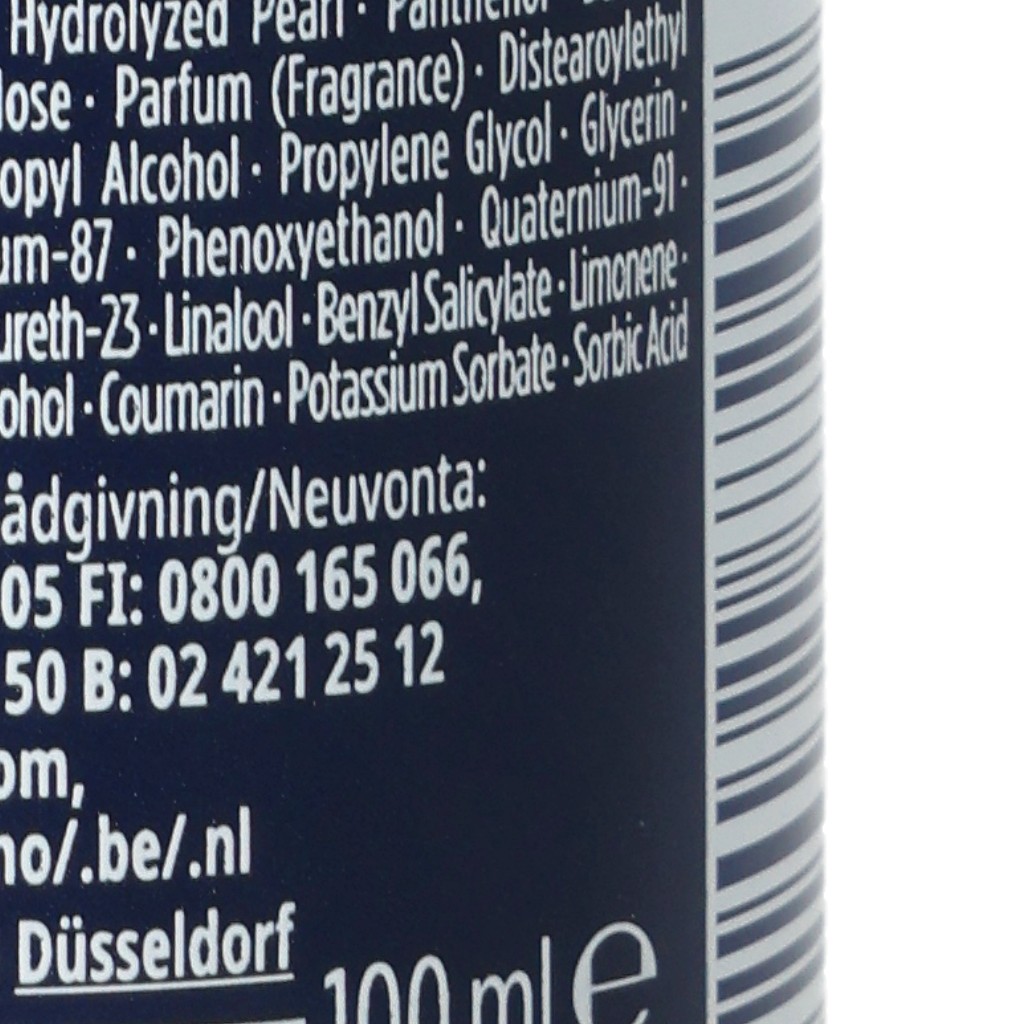 Hydrolyzed Pearl · Panthenol ·
lose · Parfum (Fragrance) · Distearoylethyl
opyl Alcohol · Propylene Glycol · Glycerin ·
um-87 · Phenoxyethanol · Quaternium-91 ·
ureth-23 · Linalool · Benzyl Salicylate · Limonene ·
ohol · Coumarin · Potassium Sorbate · Sorbic Acid
ådgivning/Neuvonta:
05 FI: 0800 165 066,
50 B: 02 421 25 12
om,
no/.be/.nl
Düsseldorf
100 ml e